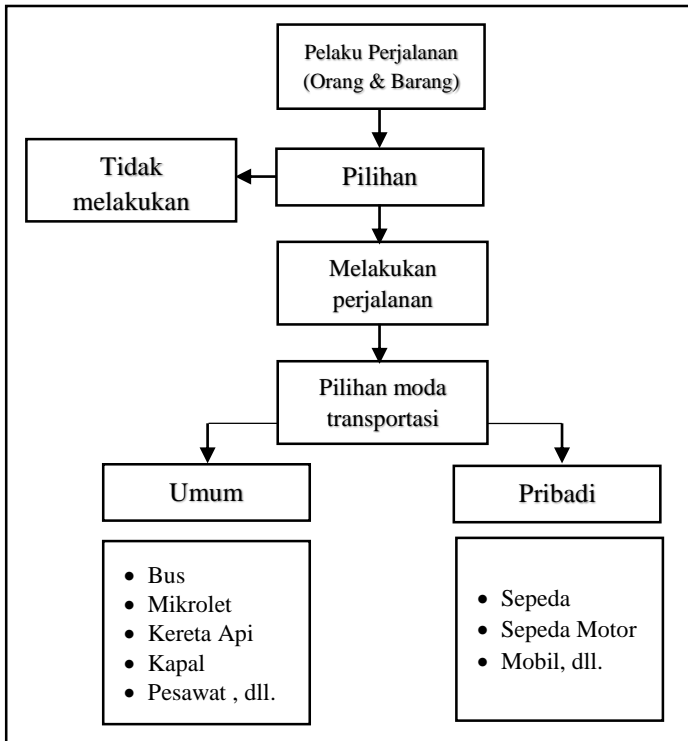 Pelaku Perjalanan
(Orang & Barang)
Tidak
melakukan
Pilihan
Melakukan
perjalanan
Pilihan moda
transportasi
Umum
Pribadi
• Bus
• Mikrolet
• Kereta Api
• Kapal
• Pesawat , dll.
• Sepeda
• Sepeda Motor
• Mobil, dll.